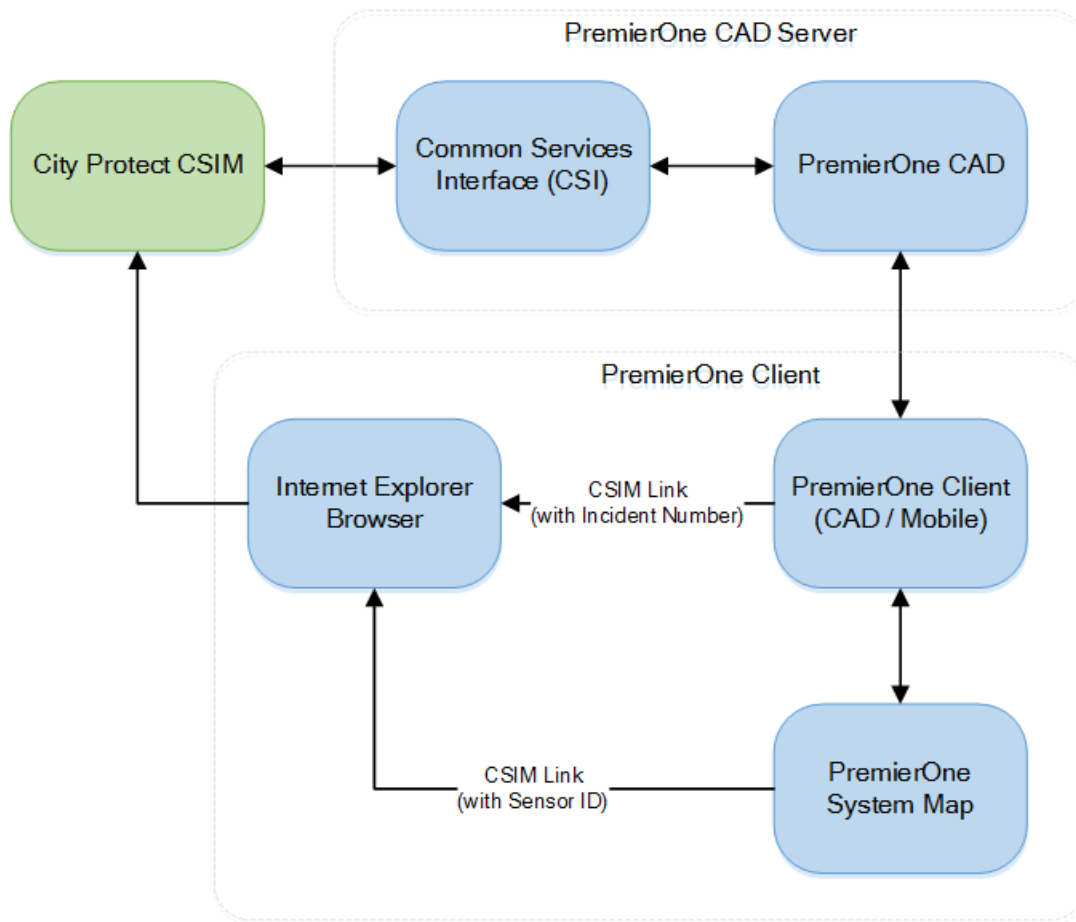 PremierOne CAD Server
City Protect CSIM
Common Services
Interface (CSI)
PremierOne CAD
PremierOne Client
Internet Explorer
Browser
CSIM Link
(with Incident Number)
PremierOne Client
(CAD / Mobile)
CSIM Link
(with Sensor ID)
PremierOne
System Map